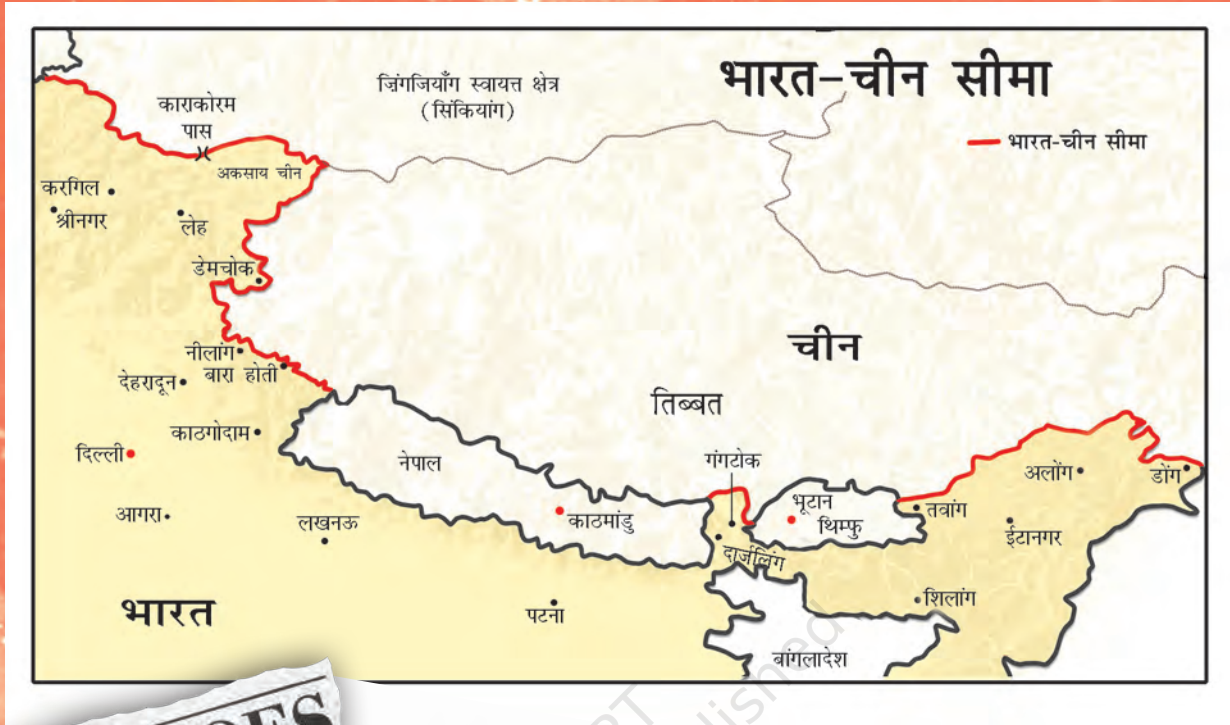 भारत-चीन सीमा
भारत-चीन सीमा
ज़िंगजियाँग स्वायत्त क्षेत्र
(सिंकियांग)
काराकोरम
पास
अकसाय चीन
करगिल
श्रीनगर
लेह
डेमचोक
चीन
नीलांग
बारा होती
देहरादून
तिब्बत
काठगोदाम
दिल्ली
नेपाल
गंगटोक
अलोंग
डोंग
आगरा
लखनऊ
काठमांडु
भूटान
थिम्फु
तवांग
ईटानगर
दार्जलिंग
भारत
पटना
शिलांग
बांगलादेश